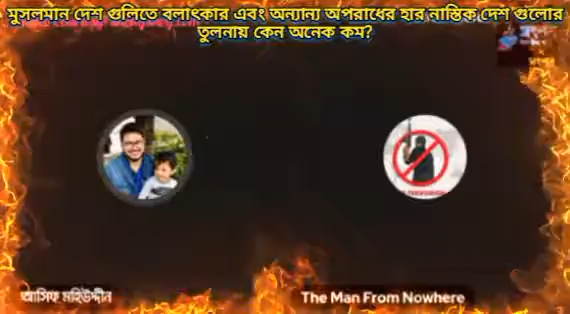 মুসলমান দেশ গুলিতে বলাৎকার এবং অন্যান্য অপরাধের হার নাস্তিক দেশ গুলোর
তুলনায় কেন অনেক কম?
আসিফ মহিউদ্দীন
The Man From Nowhere